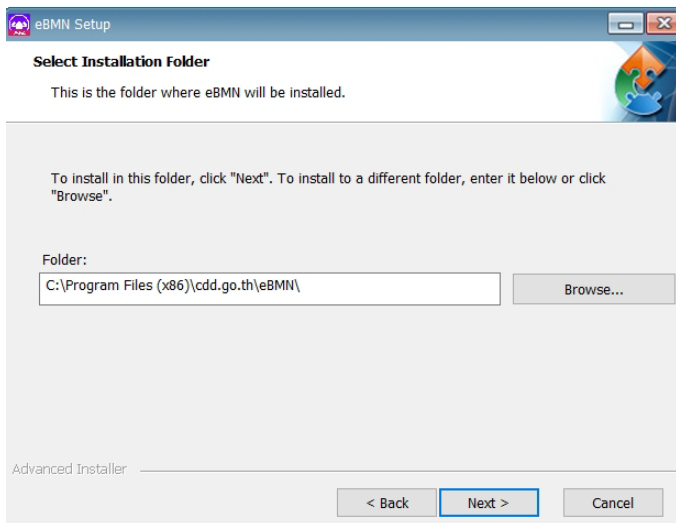 eBMN Setup
Select Installation Folder
This is the folder where eBMN will be installed.
To install in this folder, click "Next". To install to a different folder, enter it below or click
"Browse".
Folder:
C:\Program Files (x86)\cdd.go.th\eBMN\
Browse...
Advanced Installer
< Back
Next >
Cancel